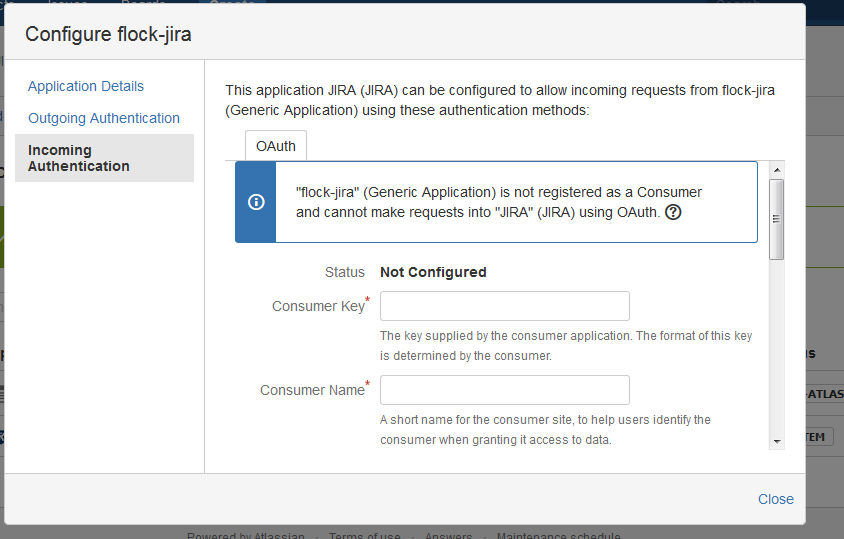 Configure flock-jira
Application Details
Outgoing Authentication
Incoming
Authentication
This application JIRA (JIRA) can be configured to allow incoming requests from flock-jira
(Generic Application) using these authentication methods:
OAuth
"flock-jira" (Generic Application) is not registered as a Consumer
and cannot make requests into "JIRA" (JIRA) using OAuth.
Status Not Configured
Consumer Key*
The key supplied by the consumer application. The format of this key
is determined by the consumer.
Consumer Name*
A short name for the consumer site, to help users identify the
consumer when granting it access to data.
Close
Powered by Atlassian · Terms of use · Answers · Maintenance schedule